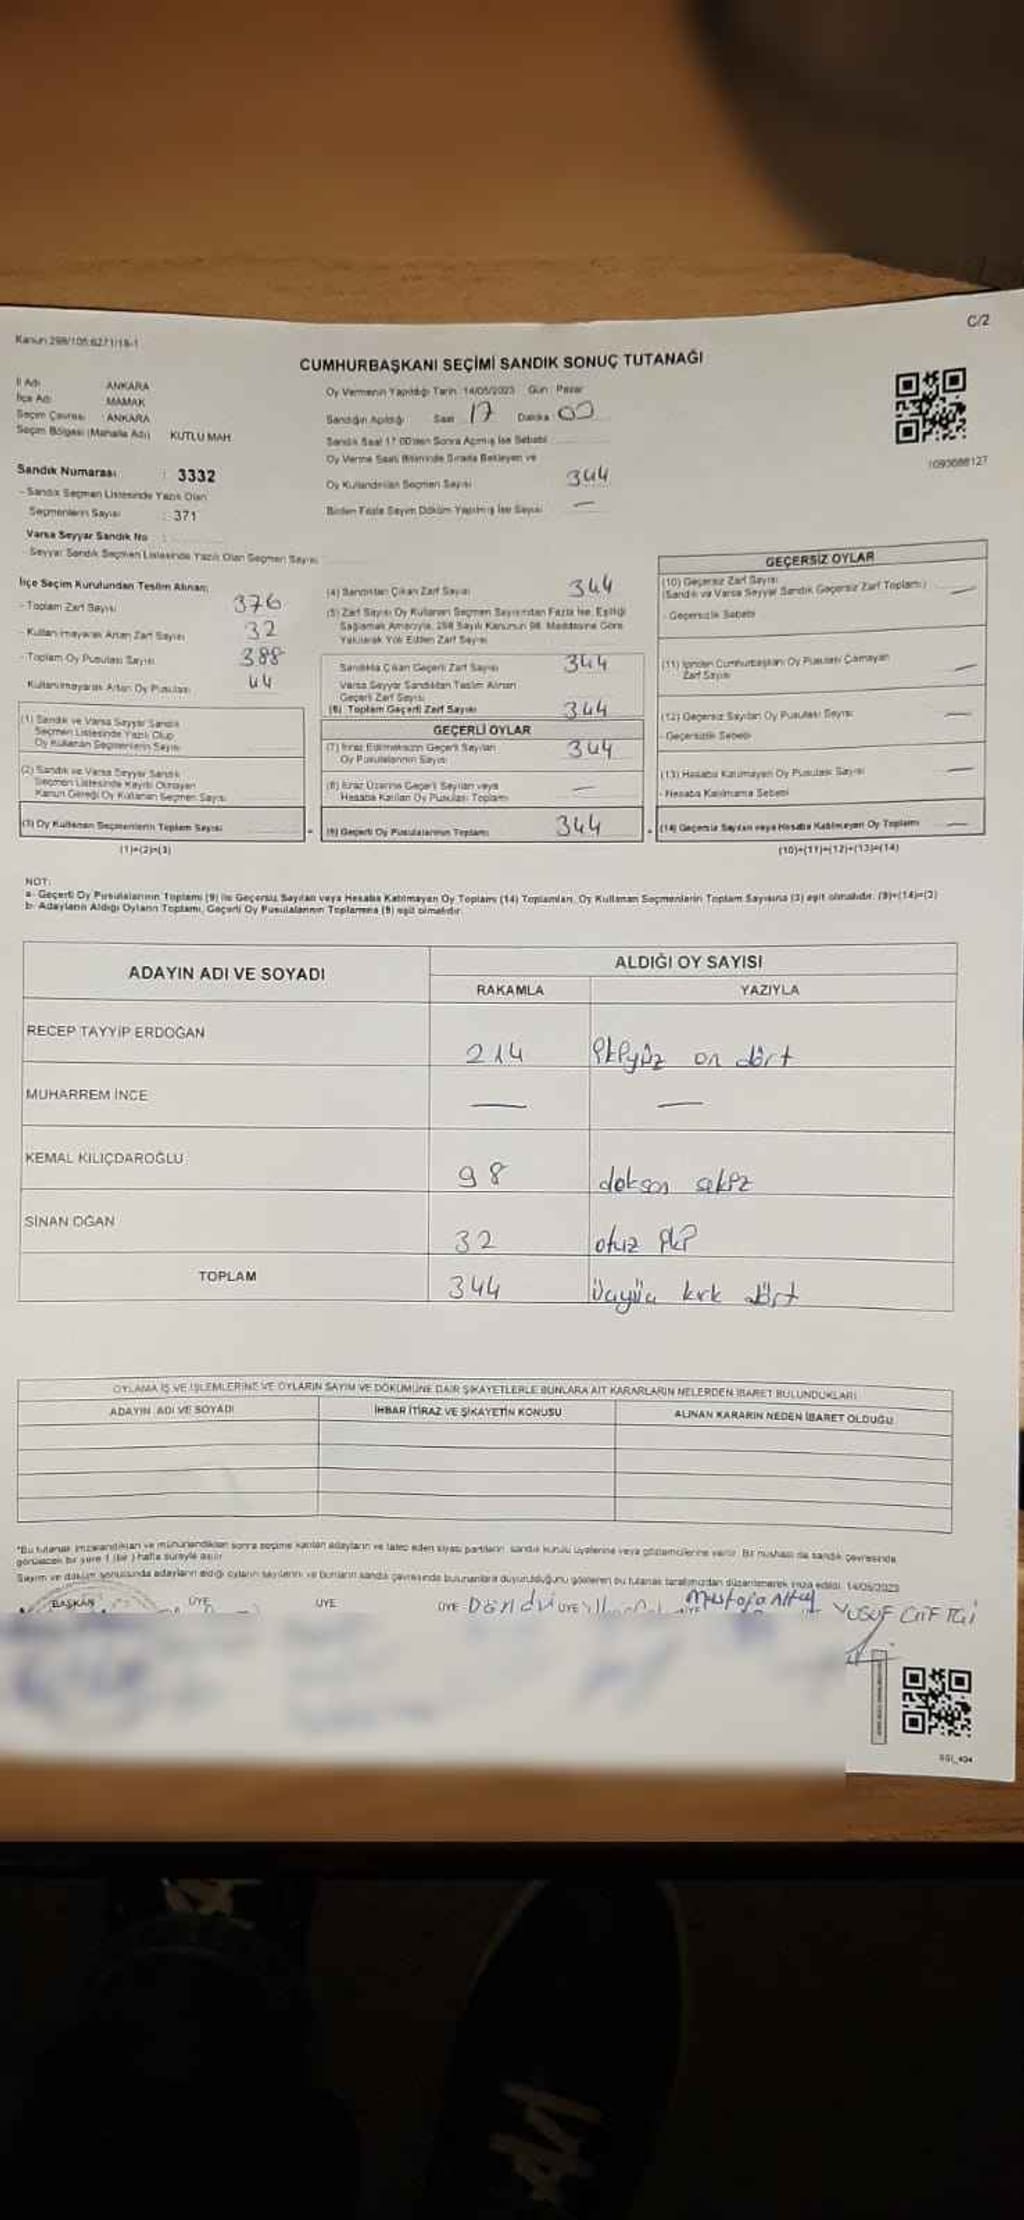 C/2
Kanun 298/105;6271/18-1
CUMHURBAŞKANI SEÇİMİ SANDIK SONUÇ TUTANAĞI
İl Adı ANKARA
İlçe Adı MAMAK
Seçim Çevresi : ANKARA
Seçim Bölgesi (Mahalle Adı) KUTLU MAH
Sandık Numarası : 3332
- Sandık Seçmen Listesinde Yazılı Olan
Seçmenlerin Sayısı : 371
Varsa Seyyar Sandık No :
- Seyyar Sandık Seçmen Listesinde Yazılı Olan Seçmen Sayısı
Oy Vermenin Yapıldığı Tarih 14/05/2023 Gün : Pazar
Sandığın Açıldığı Saat 17 Dakika 00
Sandık Saat 17:00'den Sonra Açılmış İse Sebebi
Oy Verme Saati Bitiminde Sırada Bekleyen ve
Oy Kullandırılan Seçmen Sayısı 344
Birden Fazla Sayım Döküm Yapılmış İse Sayısı —
1093688127
İlçe Seçim Kurulundan Teslim Alınan;
- Toplam Zarf Sayısı 376
- Kullanılmayarak Artan Zarf Sayısı 32
- Toplam Oy Pusulası Sayısı 388
Kullanılmayarak Artan Oy Pusulası 44
(1) Sandık ve Varsa Seyyar Sandık
Seçmen Listesinde Yazılı Olup
Oy Kullanan Seçmenlerin Sayısı
(2) Sandık ve Varsa Seyyar Sandık
Seçmen Listesinde Kayıtlı Olmayan
Kanun Gereği Oy Kullanan Seçmen Sayısı
(3) Oy Kullanan Seçmenlerin Toplam Sayısı
(1)+(2)=(3)
(4) Sandıktan Çıkan Zarf Sayısı 344
(5) Zarf Sayısı Oy Kullanan Seçmen Sayısından Fazla İse, Eşitliği
Sağlamak Amacıyla, 298 Sayılı Kanunun 98. Maddesine Göre
Yakılarak Yok Edilen Zarf Sayısı
Sandıkta Çıkan Geçerli Zarf Sayısı 344
Varsa Seyyar Sandıktan Teslim Alınan
Geçerli Zarf Sayısı
(6) Toplam Geçerli Zarf Sayısı 344
GEÇERLİ OYLAR
(7) İtiraz Edilmeksizin Geçerli Sayılan
Oy Pusulalarının Sayısı 344
(8) İtiraz Üzerine Geçerli Sayılan veya
Hesaba Katılan Oy Pusulası Toplamı —
(9) Geçerli Oy Pusulalarının Toplamı 344
GEÇERSİZ OYLAR
(10) Geçersiz Zarf Sayısı
(Sandık ve Varsa Seyyar Sandık Geçersiz Zarf Toplamı) —
- Geçersizlik Sebebi
(11) İçinden Cumhurbaşkanı Oy Pusulası Çıkmayan
Zarf Sayısı —
(12) Geçersiz Sayılan Oy Pusulası Sayısı —
- Geçersizlik Sebebi
(13) Hesaba Katılmayan Oy Pusulası Sayısı —
- Hesaba Katılmama Sebebi
(14) Geçersiz Sayılan veya Hesaba Katılmayan Oy Toplamı —
(10)+(11)+(12)+(13)=(14)
NOT:
a- Geçerli Oy Pusulalarının Toplamı (9) ile Geçersiz Sayılan veya Hesaba Katılmayan Oy Toplamı (14) Toplamları, Oy Kullanan Seçmenlerin Toplam Sayısına (3) eşit olmalıdır. (9)+(14)=(3)
b- Adayların Aldığı Oyların Toplamı, Geçerli Oy Pusulalarının Toplamına (9) eşit olmalıdır.
ADAYIN ADI VE SOYADI
ALDIĞI OY SAYISI
RAKAMLA YAZIYLA
RECEP TAYYİP ERDOĞAN 214 ikiyüz on dört
MUHARREM İNCE — —
KEMAL KILIÇDAROĞLU 98 doksan sekiz
SİNAN OĞAN 32 otuz iki
TOPLAM 344 üçyüz kırk dört
OYLAMA İŞ VE İŞLEMLERİNE VE OYLARIN SAYIM VE DÖKÜMÜNE DAİR ŞİKAYETLERLE BUNLARA AİT KARARLARIN NELERDEN İBARET BULUNDUKLARI
ADAYIN ADI VE SOYADI İHBAR İTİRAZ VE ŞİKAYETİN KONUSU ALINAN KARARIN NEDEN İBARET OLDUĞU
*Bu tutanak imzalandıktan ve mühürlendikten sonra seçime katılan adayların ve talep eden siyasi partilerin, sandık kurulu üyelerine veya gözlemcilerine verilir. Bir nüshası da sandık çevresinde
görülecek bir yere 1 (bir) hafta süreyle asılır.
Sayım ve döküm sonucunda adayların aldığı oyların sayılarını ve bunların sandık çevresinde bulunanlara duyurulduğunu gösteren bu tutanak tarafımızdan düzenlenerek imza edildi. 14/05/2023
BAŞKAN ÜYE ÜYE ÜYE ÜYE Mustafa YUSUF ÇİFTÇİ